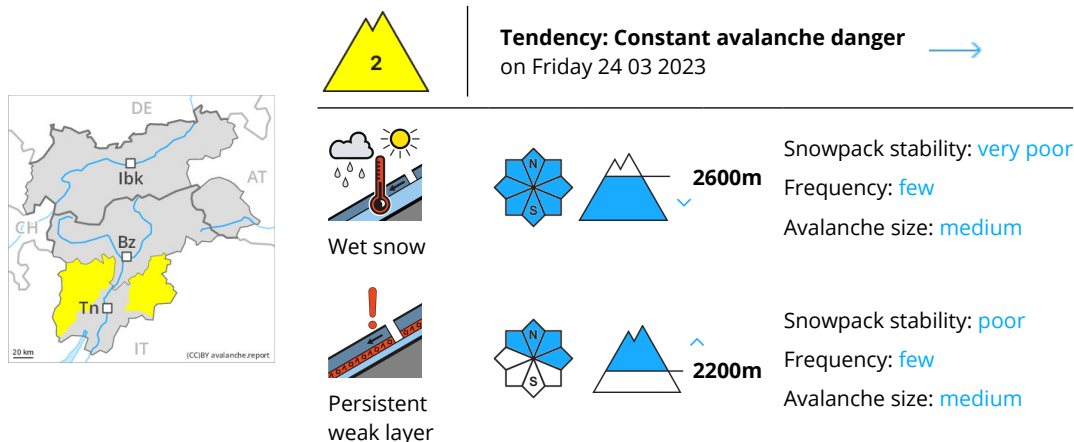 2
Tendency: Constant avalanche danger
on Friday 24 03 2023
DE
AT
CH
IT
Ibk
Bz
Tn
20 km
(CC)BY avalanche.report
Wet snow
N
S
2600m
Snowpack stability: very poor
Frequency: few
Avalanche size: medium
Persistent
weak layer
N
S
2200m
Snowpack stability: poor
Frequency: few
Avalanche size: medium